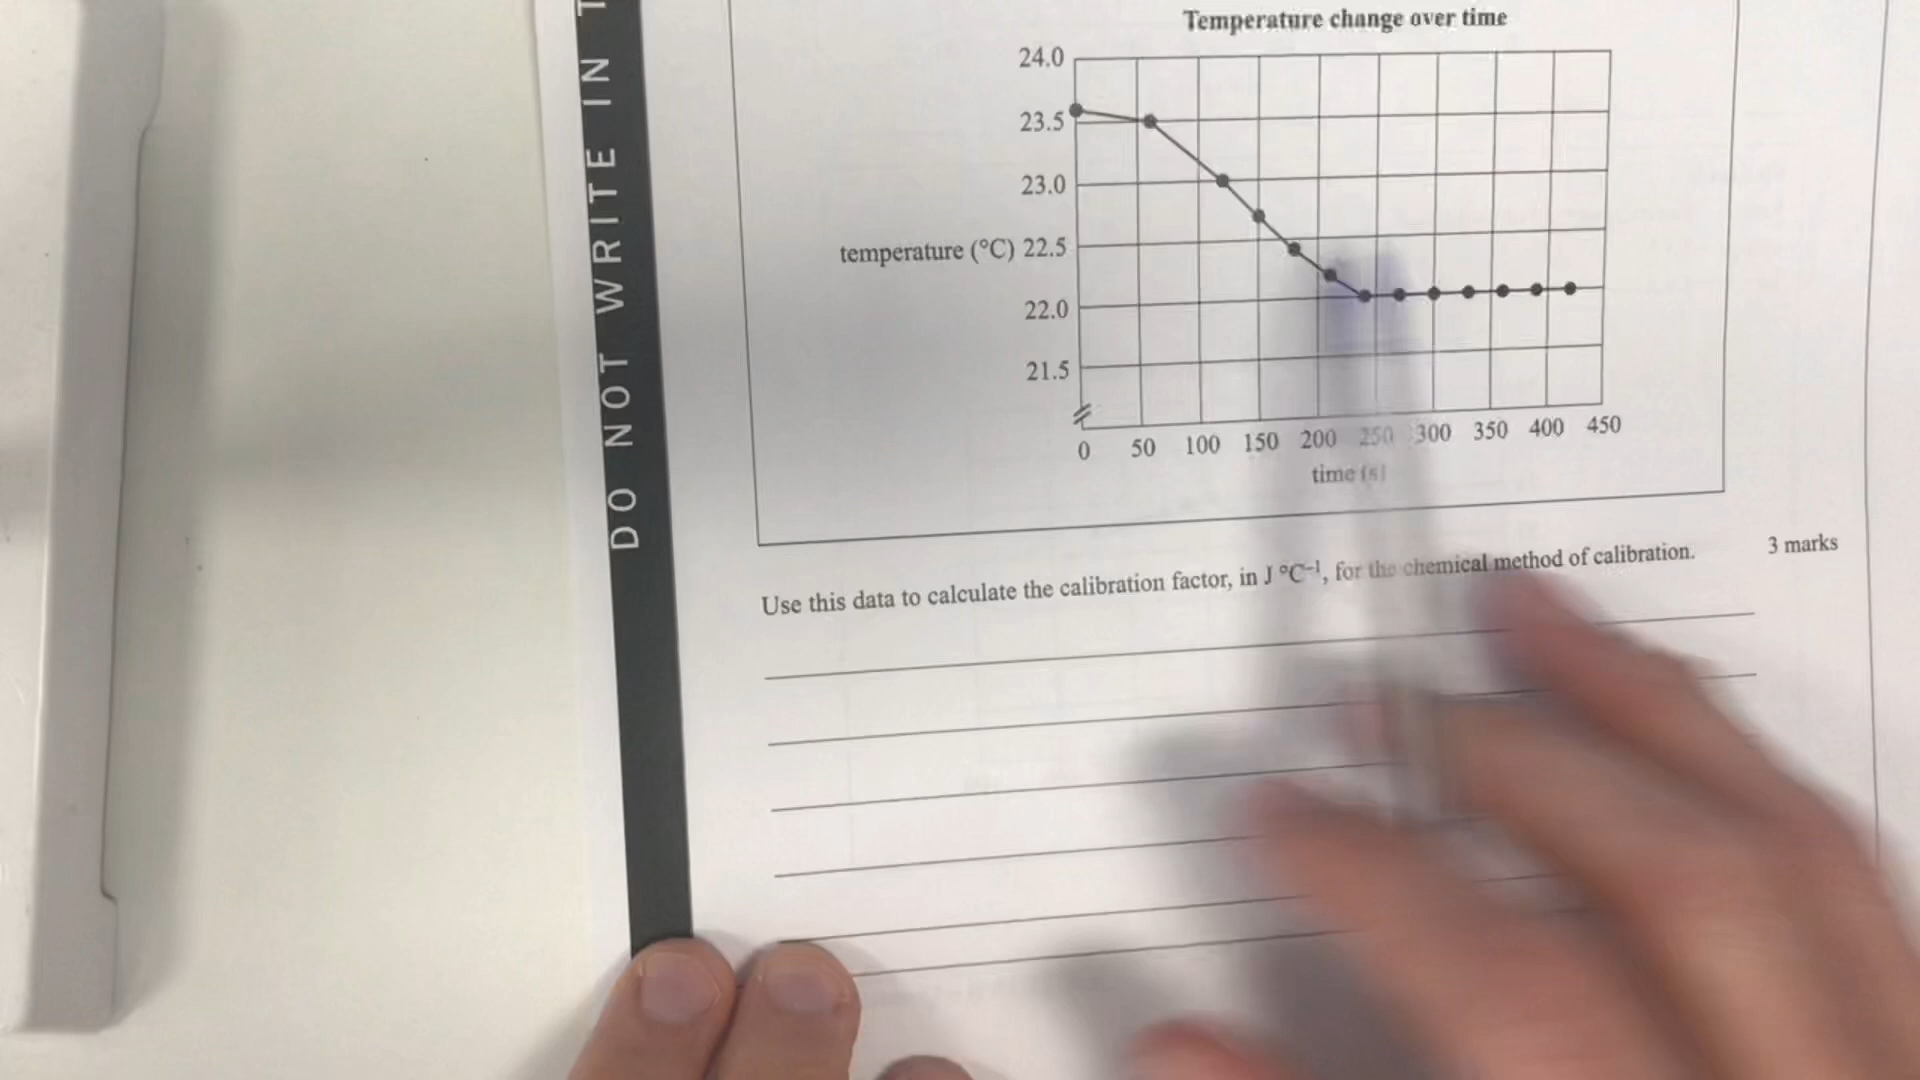 DO NOT WRITE IN T
Temperature change over time
24.0
23.5
23.0
temperature (°C) 22.5
22.0
21.5
0 50 100 150 200 250 300 350 400 450
time (s)
Use this data to calculate the calibration factor, in J °C⁻¹, for the chemical method of calibration. 3 marks